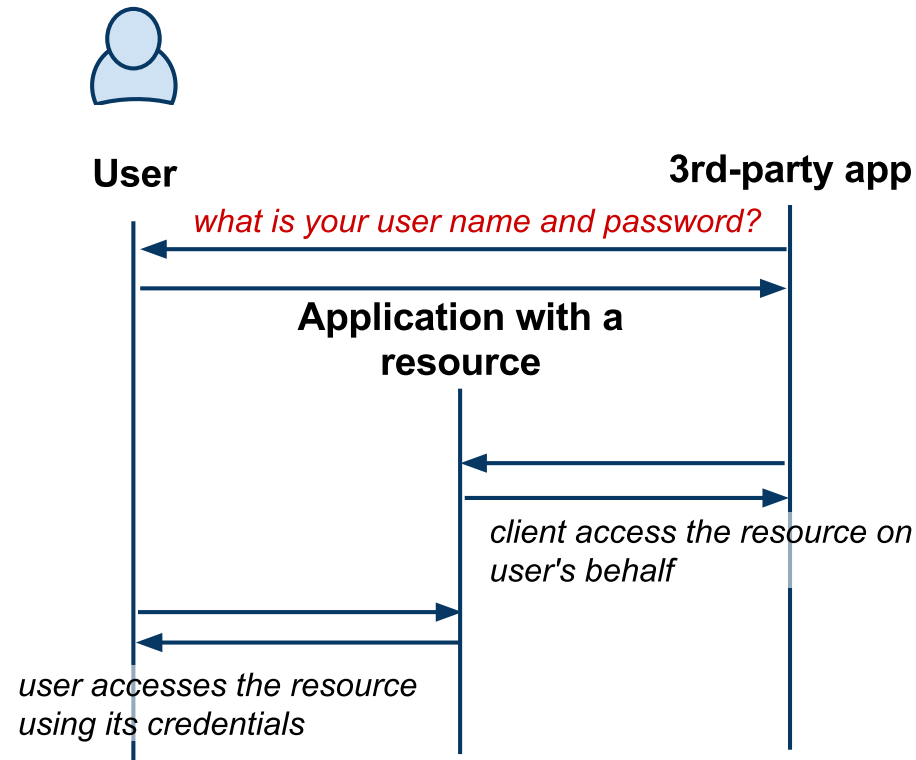 User
3rd-party app
what is your user name and password?
Application with a
resource
client access the resource on
user's behalf
user accesses the resource
using its credentials